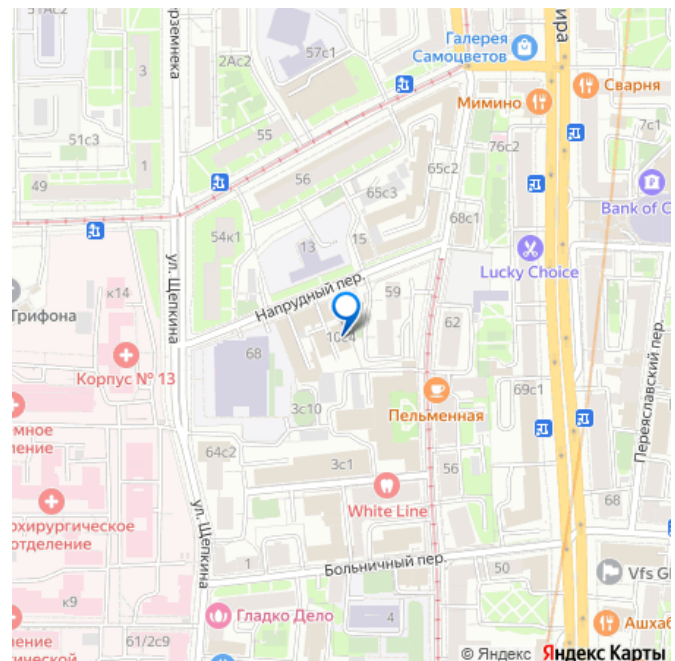 57с1
Галерея
Самоцветов
2Ас2
3
Сварня
Мимино
7с1
51с3
55
76с2
1
65с2
49
56
65с3
Bank of C
68с1
54к1
13
15
Lucky Choice
ул. Щепкина
Напрудный пер.
к14
59
Трифона
62
Переяславский пер.
68
Корпус № 13
69с1
Пельменная
3с10
64с2
3с1
56
White Line
68
ул. Щепкина
Больничный пер.
1
50
Vfs Gl
к9
4
Гладко Дело
Ашхаб
61/2с9
© Яндекс Яндекс Карты